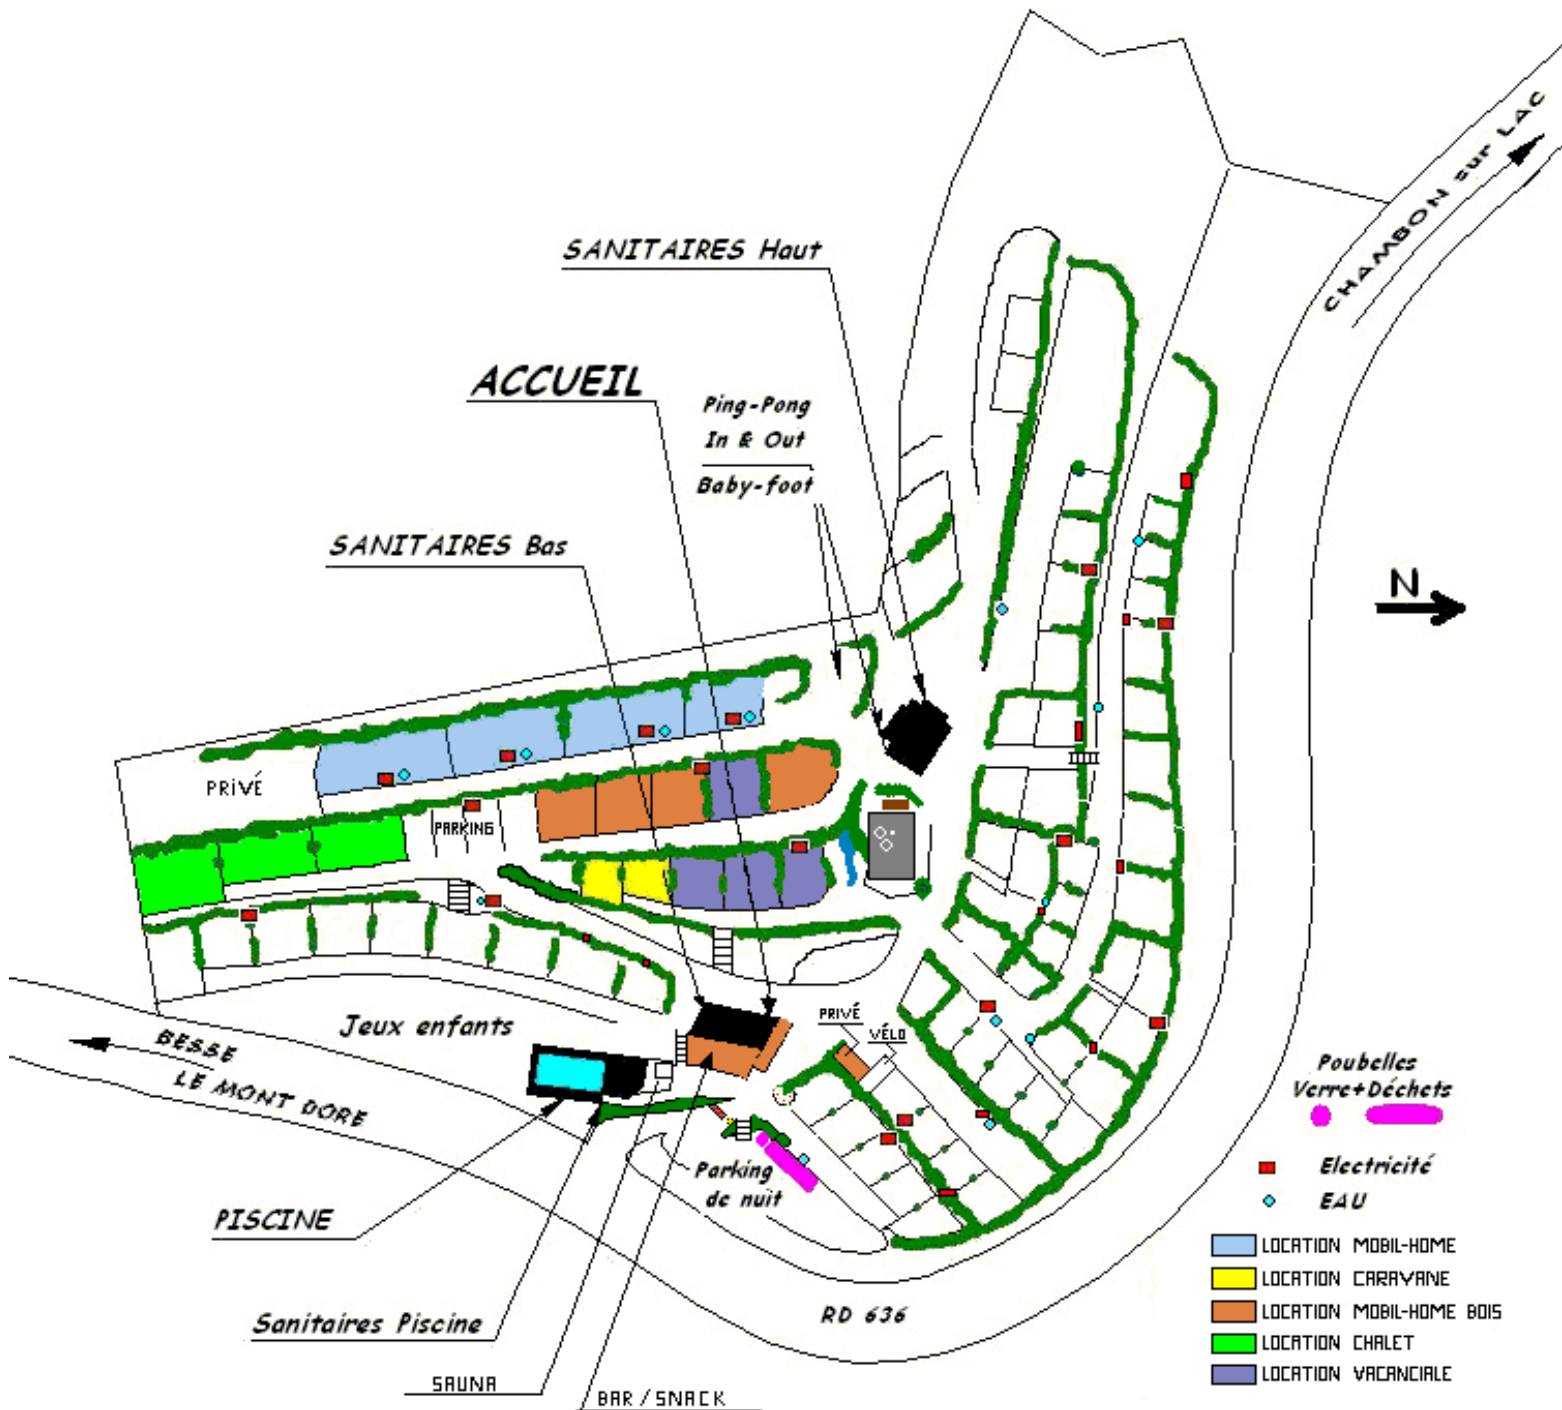 CHAMBON sur LAC
SANITAIRES Haut
ACCUEIL
Ping-Pong
In & Out
Baby-foot
SANITAIRES Bas
N
PRIVÉ
PARKING
Jeux enfants
PRIVÉ
VÉLO
BESSE
LE MONT DORE
Poubelles
Verre+Déchets
Parking
de nuit
Electricité
EAU
PISCINE
LOCATION MOBIL-HOME
LOCATION CARAVANE
LOCATION MOBIL-HOME BOIS
LOCATION CHALET
LOCATION VACANCIALE
RD 636
Sanitaires Piscine
SAUNA
BAR / SNACK